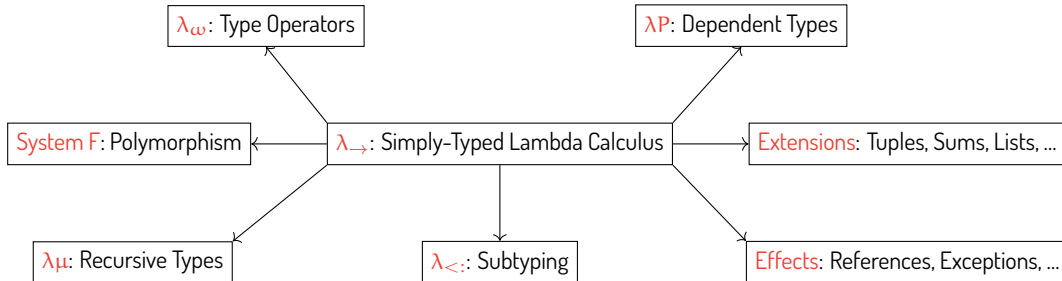 λω: Type Operators
λP: Dependent Types
System F: Polymorphism
λ→: Simply-Typed Lambda Calculus
Extensions: Tuples, Sums, Lists, ...
λμ: Recursive Types
λ<:: Subtyping
Effects: References, Exceptions, ...